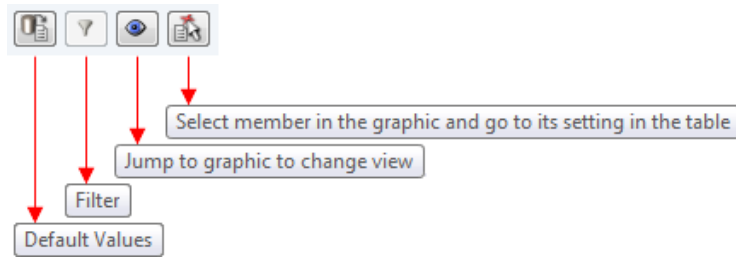 Select member in the graphic and go to its setting in the table
Jump to graphic to change view
Filter
Default Values